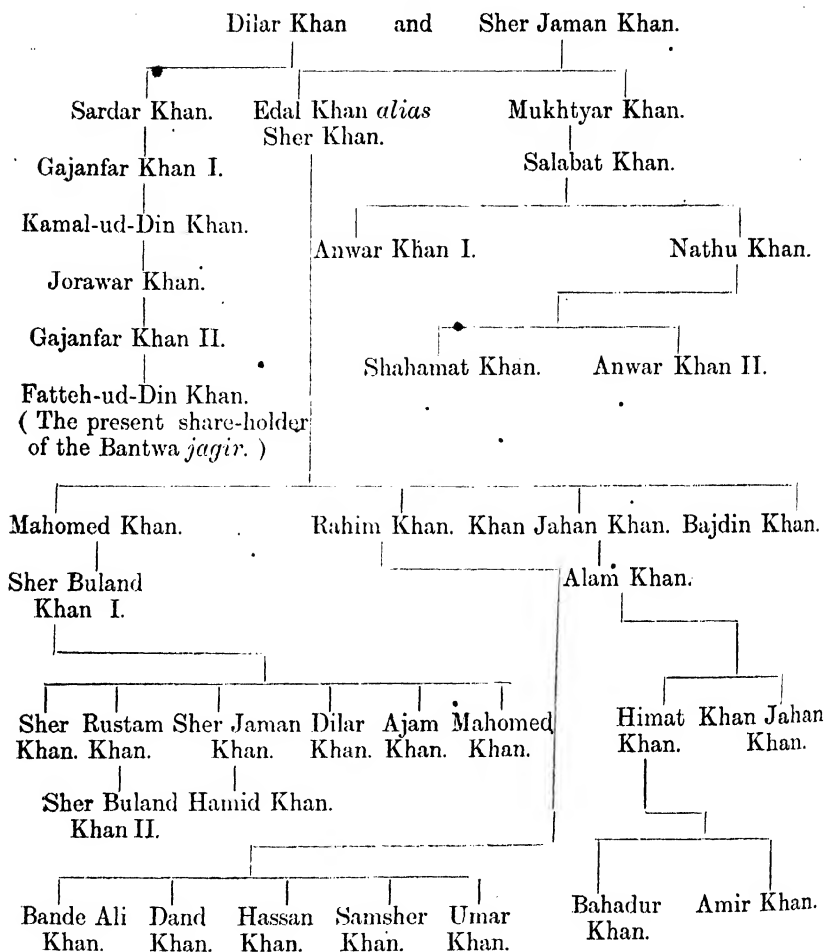 Dilar Khan and Sher Jaman Khan.
Sardar Khan. Edal Khan alias Mukhtyar Khan.
Sher Khan.
Gajanfar Khan I. Salabat Khan.
Kamal-ud-Din Khan.
Anwar Khan I. Nathu Khan.
Jorawar Khan.
Gajanfar Khan II.
Shahamat Khan. Anwar Khan II.
Fatteh-ud-Din Khan.
( The present share-holder
of the Bantwa jagir. )
Mahomed Khan. Rahim Khan. Khan Jahan Khan. Bajdin Khan.
Sher Buland Alam Khan.
Khan I.
Sher Rustam Sher Jaman Dilar Ajam Mahomed Himat Khan Jahan
Khan. Khan. Khan. Khan. Khan. Khan. Khan. Khan.
Sher Buland Hamid Khan.
Khan II.
Bande Ali Dand Hassan Samsher Umar Bahadur Amir Khan.
Khan. Khan. Khan. Khan. Khan. Khan.